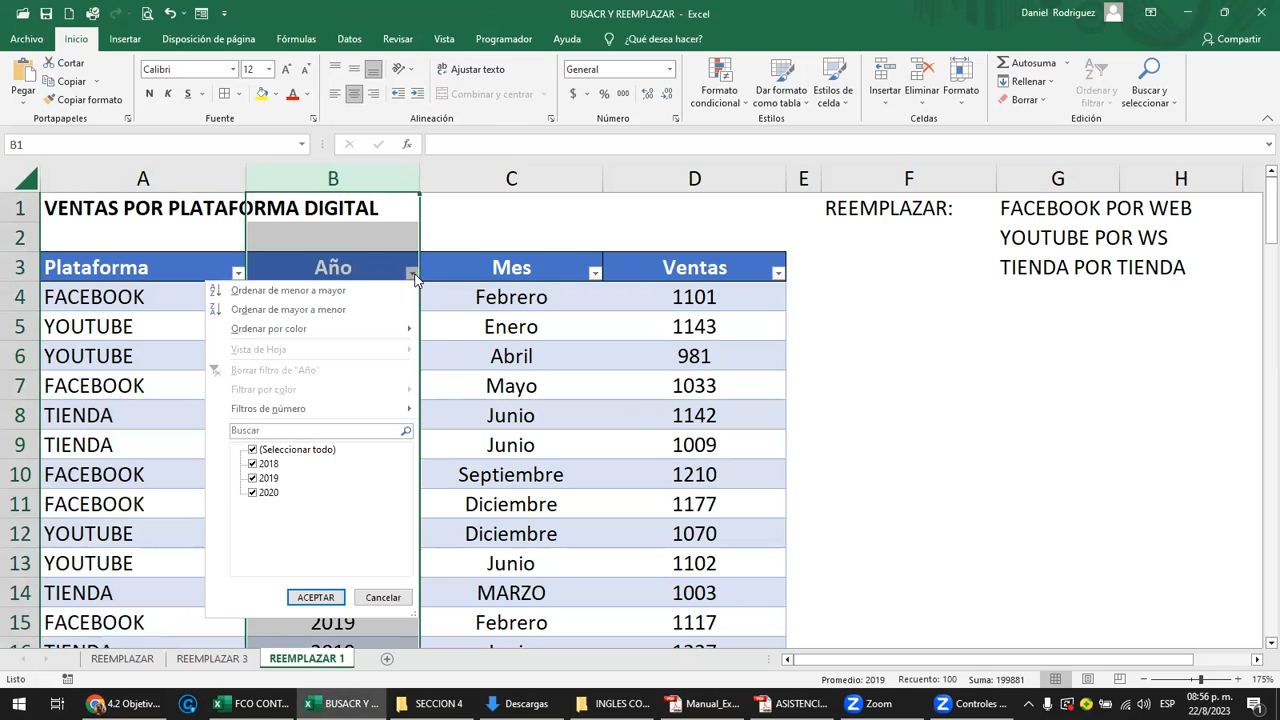 BUSACR Y REEMPLAZAR - Excel
Daniel Rodriguez
Archivo Inicio Insertar Disposición de página Fórmulas Datos Revisar Vista Programador Ayuda ¿Qué desea hacer? Compartir
Pegar
Cortar
Copiar
Copiar formato
Portapapeles
Calibri 12
N K S
Fuente
Ajustar texto
Combinar y centrar
Alineación
General
$ % 000
Número
Formato condicional
Dar formato como tabla
Estilos de celda
Estilos
Insertar Eliminar Formato
Celdas
Autosuma
Rellenar
Borrar
Ordenar y filtrar
Buscar y seleccionar
Edición
B1
A B C D E F G H
1 VENTAS POR PLATAFORMA DIGITAL REEMPLAZAR: FACEBOOK POR WEB
2 YOUTUBE POR WS
3 Plataforma Año Mes Ventas TIENDA POR TIENDA
4 FACEBOOK Febrero 1101
5 YOUTUBE Enero 1143
6 YOUTUBE Abril 981
7 FACEBOOK Mayo 1033
8 TIENDA Junio 1142
9 TIENDA Junio 1009
10 FACEBOOK Septiembre 1210
11 FACEBOOK Diciembre 1177
12 YOUTUBE Diciembre 1070
13 YOUTUBE Junio 1102
14 TIENDA MARZO 1003
15 FACEBOOK 2019 Febrero 1117
Ordenar de menor a mayor
Ordenar de mayor a menor
Ordenar por color
Vista de Hoja
Borrar filtro de "Año"
Filtrar por color
Filtros de número
Buscar
(Seleccionar todo)
2018
2019
2020
ACEPTAR Cancelar
REEMPLAZAR REEMPLAZAR 3 REEMPLAZAR 1
Listo
Promedio: 2019 Recuento: 100 Suma: 199881
175%
4.2 Objetiv... FCO CONT... BUSACR Y ... SECCION 4 Descargas INGLES CO... Manual_Ex... ASISTENCI... Zoom Controles ...
ESP
08:56 p. m.
22/8/2023